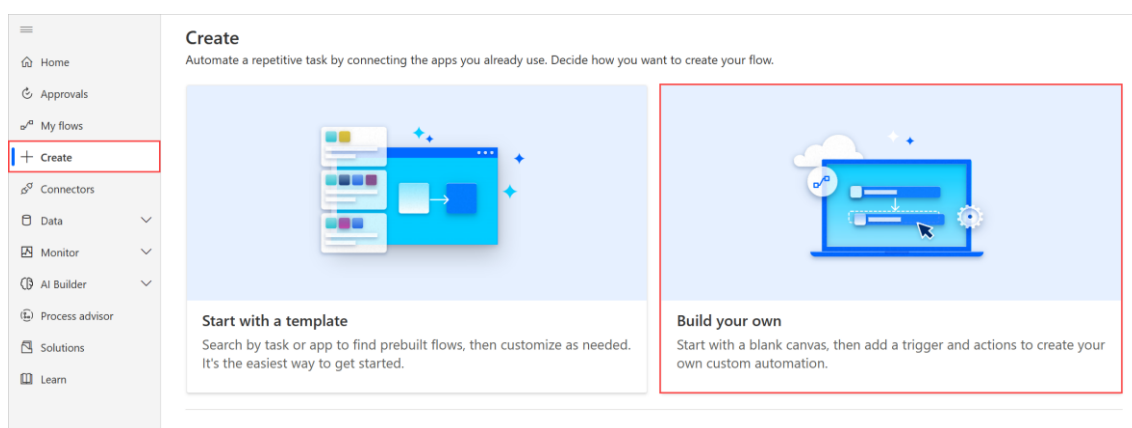 Home
Approvals
My flows
Create
Connectors
Data
Monitor
AI Builder
Process advisor
Solutions
Learn
Create
Automate a repetitive task by connecting the apps you already use. Decide how you want to create your flow.
Start with a template
Search by task or app to find prebuilt flows, then customize as needed.
It's the easiest way to get started.
Build your own
Start with a blank canvas, then add a trigger and actions to create your
own custom automation.